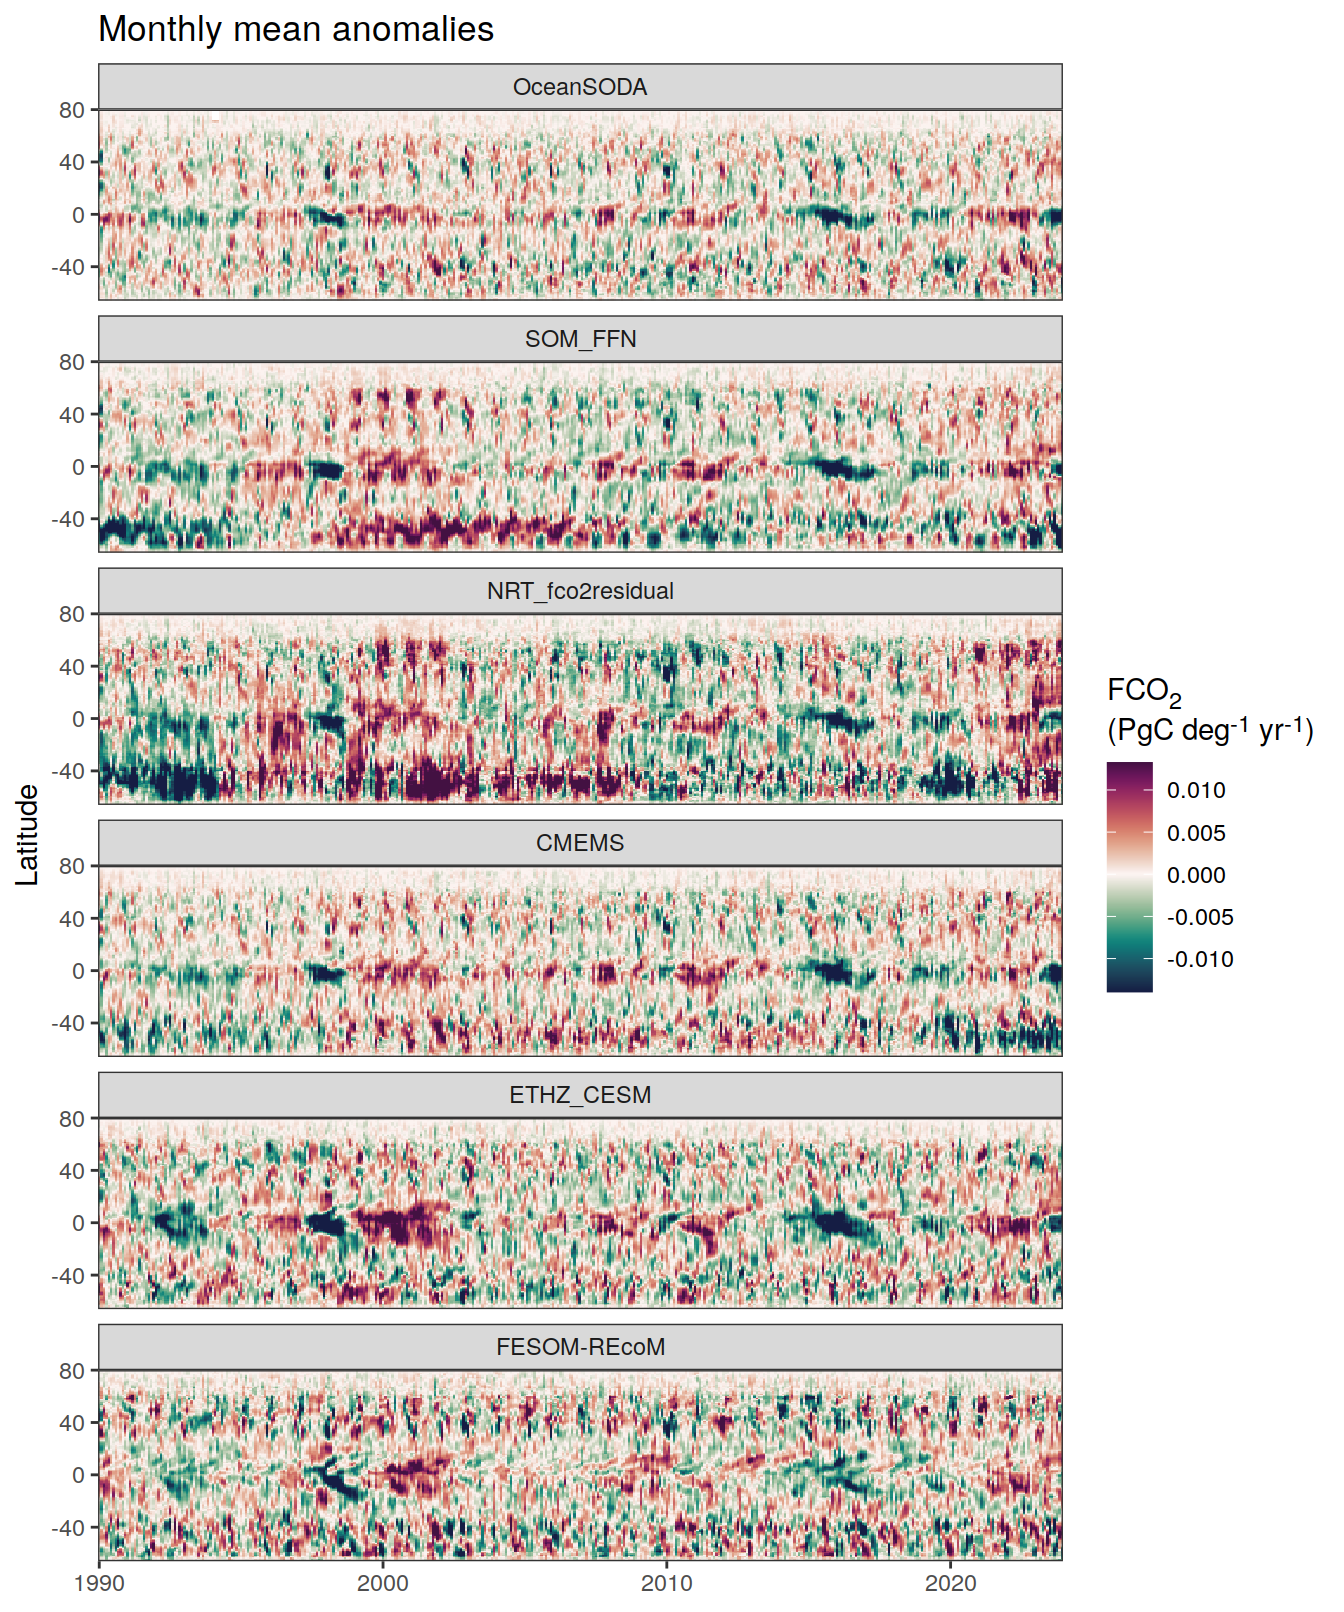 Monthly mean anomalies
OceanSODA
80
40
0
-40
SOM_FFN
80
40
0
-40
NRT_fco2residual
80
40
0
-40
CMEMS
80
40
0
-40
ETHZ_CESM
80
40
0
-40
FESOM-REcoM
80
40
0
-40
1990 2000 2010 2020
Latitude
FCO₂
(PgC deg⁻¹ yr⁻¹)
0.010
0.005
0.000
-0.005
-0.010